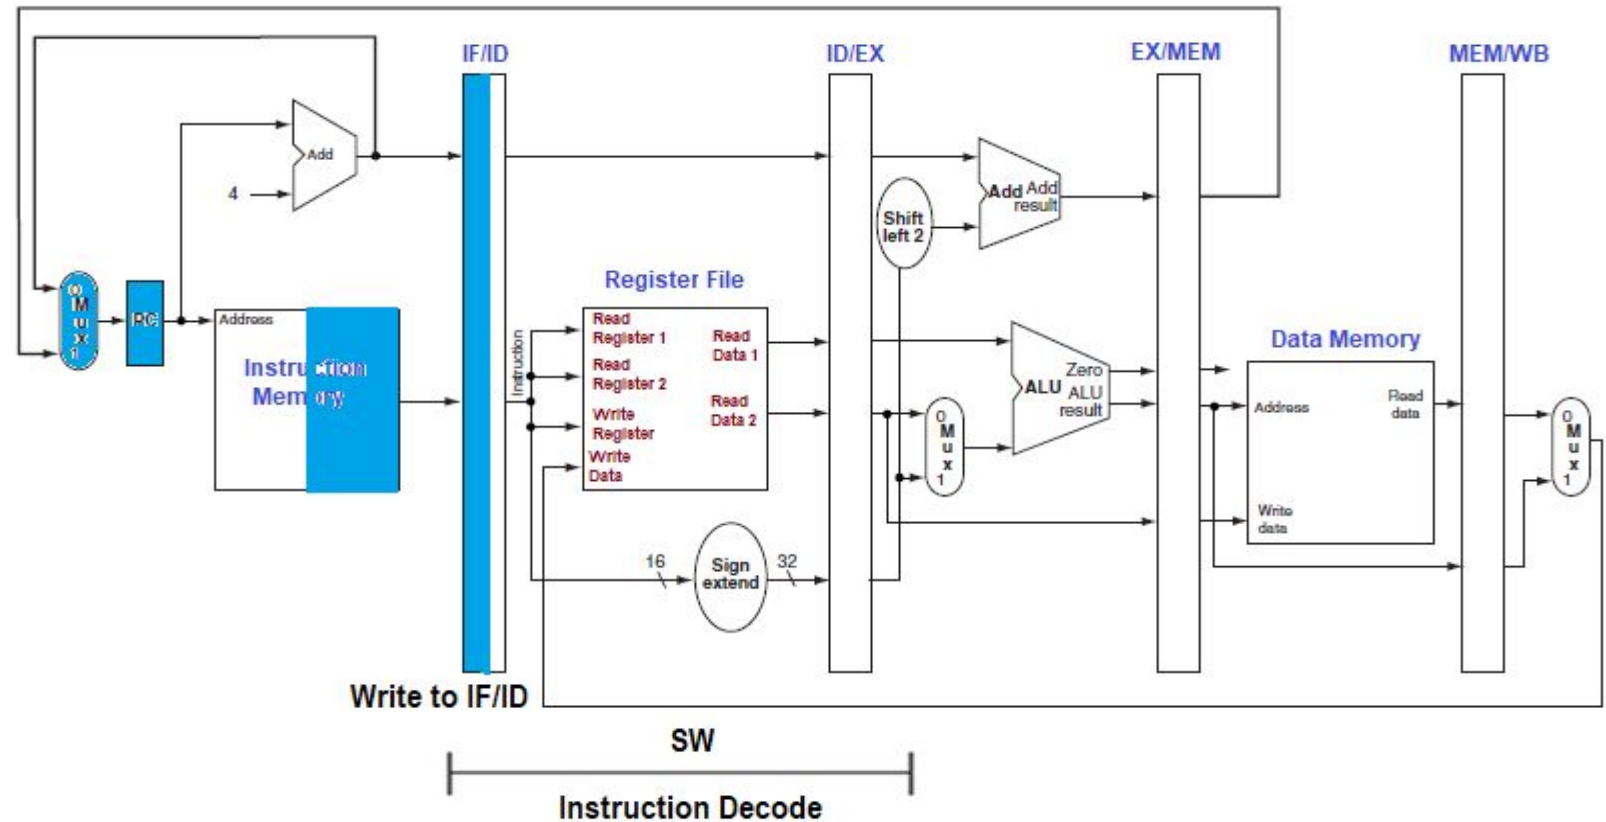 IF/ID
ID/EX
EX/MEM
MEM/WB
Add
4
Add Add
result
Shift
left 2
0
M
u
x
1
PC
Address
Instruction
Memory
Instruction
Register File
Read
Register 1
Read
Register 2
Write
Register
Write
Data
Read
Data 1
Read
Data 2
16
Sign
extend
32
0
M
u
x
1
ALU
Zero
ALU
result
Data Memory
Address
Read
data
Write
data
0
M
u
x
1
Write to IF/ID
SW
Instruction Decode